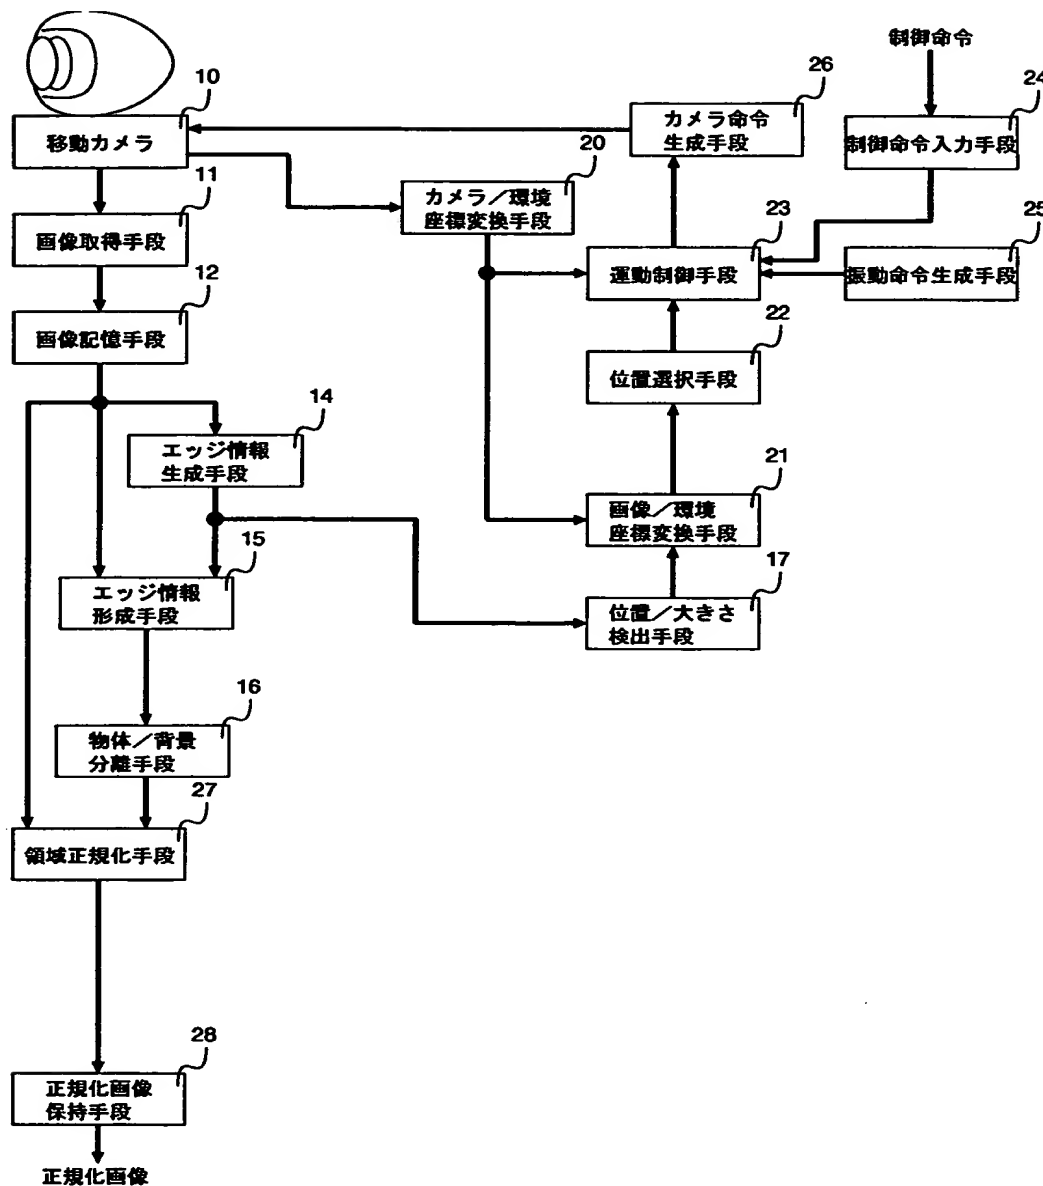 制御命令
10
移動カメラ
26
カメラ命令
生成手段
24
制御命令入力手段
20
カメラ／環境
座標変換手段
11
画像取得手段
23
運動制御手段
25
振動命令生成手段
12
画像記憶手段
22
位置選択手段
14
エッジ情報
生成手段
21
画像／環境
座標変換手段
15
エッジ情報
形成手段
17
位置／大きさ
検出手段
16
物体／背景
分離手段
27
領域正規化手段
28
正規化画像
保持手段
正規化画像